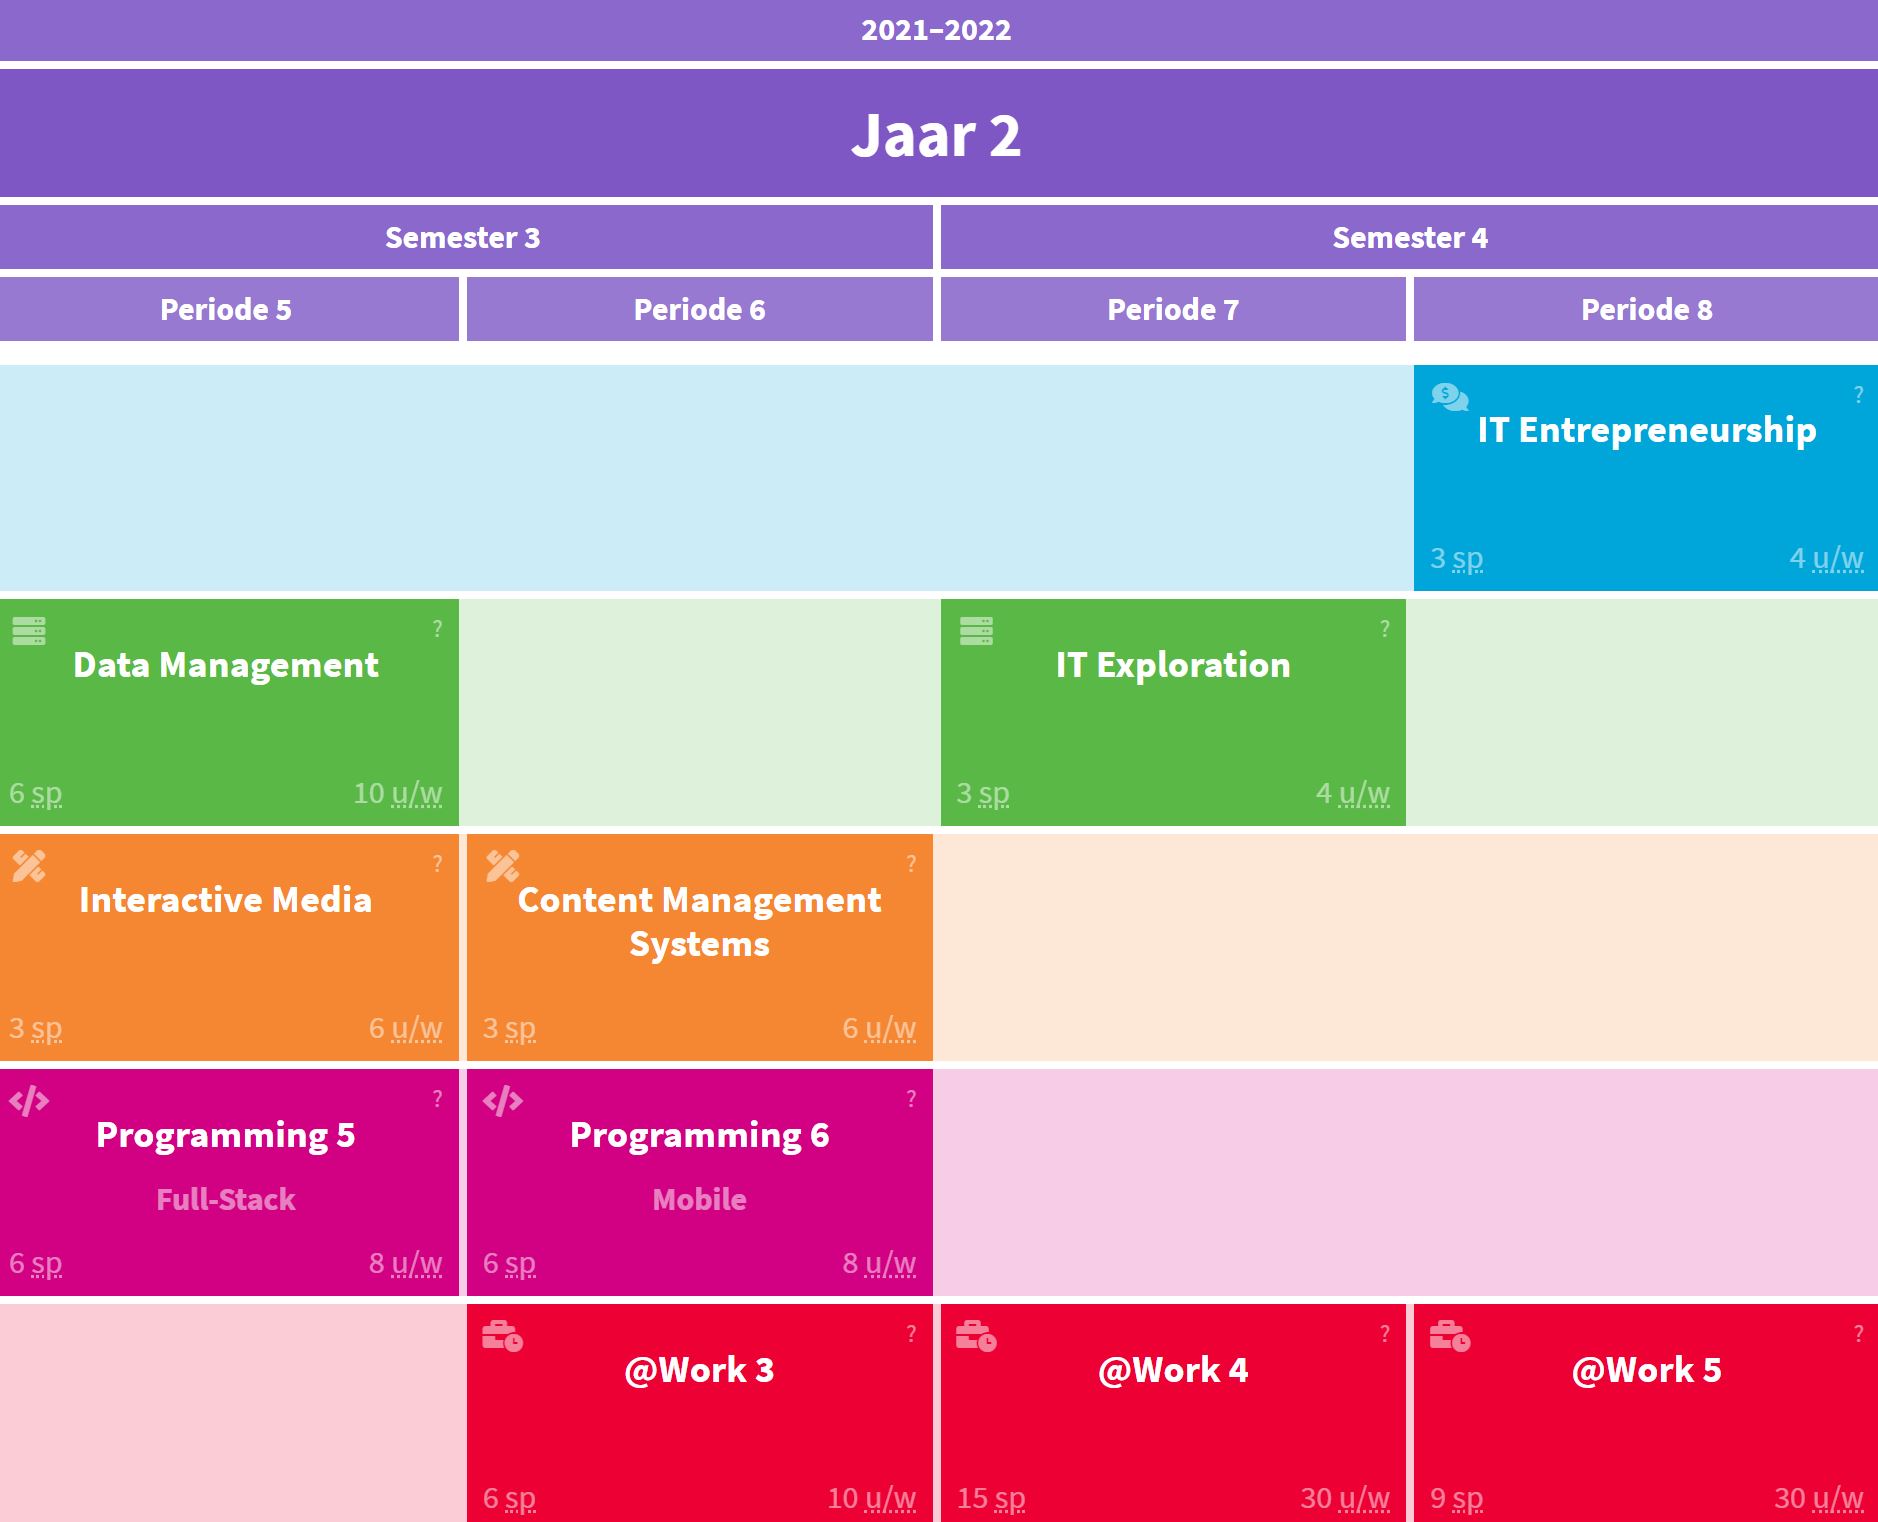 2021–2022
Jaar 2
Semester 3
Semester 4
Periode 5
Periode 6
Periode 7
Periode 8
?
IT Entrepreneurship
3 sp
4 u/w
?
Data Management
6 sp
10 u/w
?
IT Exploration
3 sp
4 u/w
?
Interactive Media
3 sp
6 u/w
?
Content Management
Systems
3 sp
6 u/w
?
Programming 5
Full-Stack
6 sp
8 u/w
?
Programming 6
Mobile
6 sp
8 u/w
?
@Work 3
6 sp
10 u/w
?
@Work 4
15 sp
30 u/w
?
@Work 5
9 sp
30 u/w